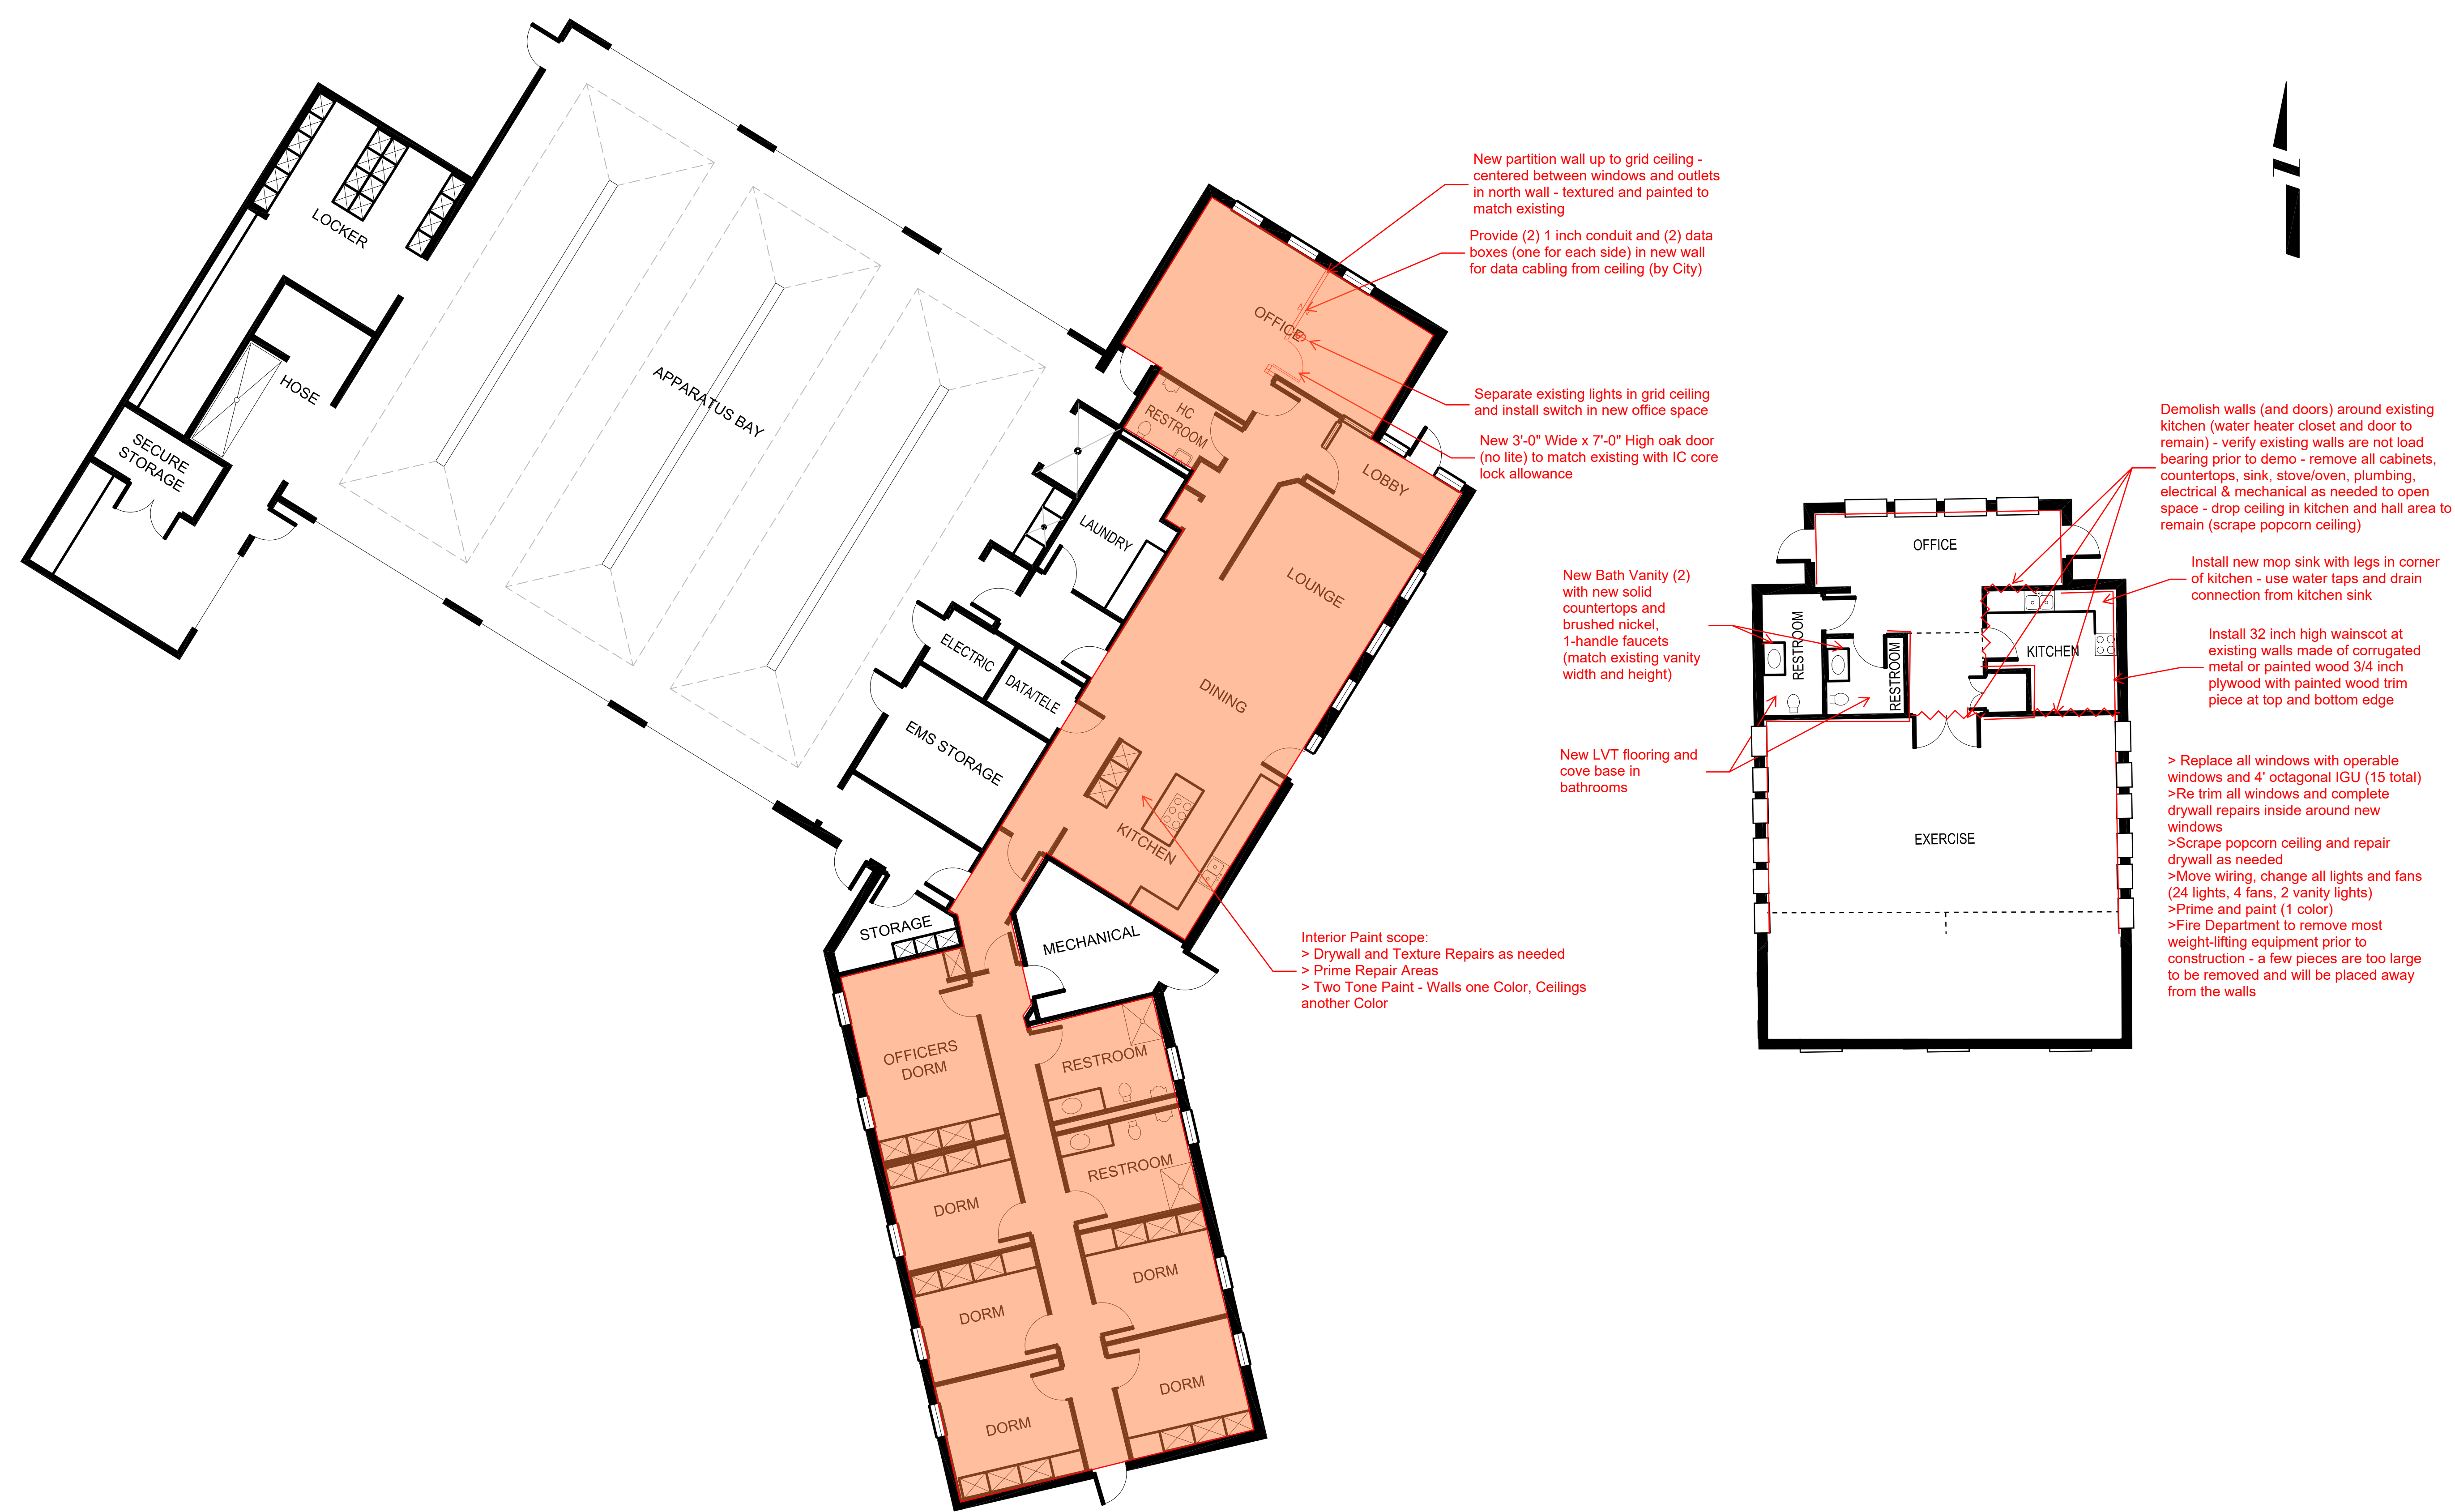 LOCKER
HOSE
SECURE
STORAGE
APPARATUS BAY
OFFICE
HC
RESTROOM
LOBBY
LAUNDRY
LOUNGE
ELECTRIC
DATA/TELE
DINING
EMS STORAGE
KITCHEN
STORAGE
MECHANICAL
OFFICERS
DORM
RESTROOM
RESTROOM
DORM
DORM
DORM
DORM
DORM
New partition wall up to grid ceiling -
centered between windows and outlets
in north wall - textured and painted to
match existing
Provide (2) 1 inch conduit and (2) data
boxes (one for each side) in new wall
for data cabling from ceiling (by City)
Separate existing lights in grid ceiling
and install switch in new office space
New 3'-0" Wide x 7'-0" High oak door
(no lite) to match existing with IC core
lock allowance
Interior Paint scope:
> Drywall and Texture Repairs as needed
> Prime Repair Areas
> Two Tone Paint - Walls one Color, Ceilings
another Color
New Bath Vanity (2)
with new solid
countertops and
brushed nickel,
1-handle faucets
(match existing vanity
width and height)
New LVT flooring and
cove base in
bathrooms
OFFICE
RESTROOM
RESTROOM
KITCHEN
EXERCISE
Demolish walls (and doors) around existing
kitchen (water heater closet and door to
remain) - verify existing walls are not load
bearing prior to demo - remove all cabinets,
countertops, sink, stove/oven, plumbing,
electrical & mechanical as needed to open
space - drop ceiling in kitchen and hall area to
remain (scrape popcorn ceiling)
Install new mop sink with legs in corner
of kitchen - use water taps and drain
connection from kitchen sink
Install 32 inch high wainscot at
existing walls made of corrugated
metal or painted wood 3/4 inch
plywood with painted wood trim
piece at top and bottom edge
> Replace all windows with operable
windows and 4' octagonal IGU (15 total)
>Re trim all windows and complete
drywall repairs inside around new
windows
>Scrape popcorn ceiling and repair
drywall as needed
>Move wiring, change all lights and fans
(24 lights, 4 fans, 2 vanity lights)
>Prime and paint (1 color)
>Fire Department to remove most
weight-lifting equipment prior to
construction - a few pieces are too large
to be removed and will be placed away
from the walls